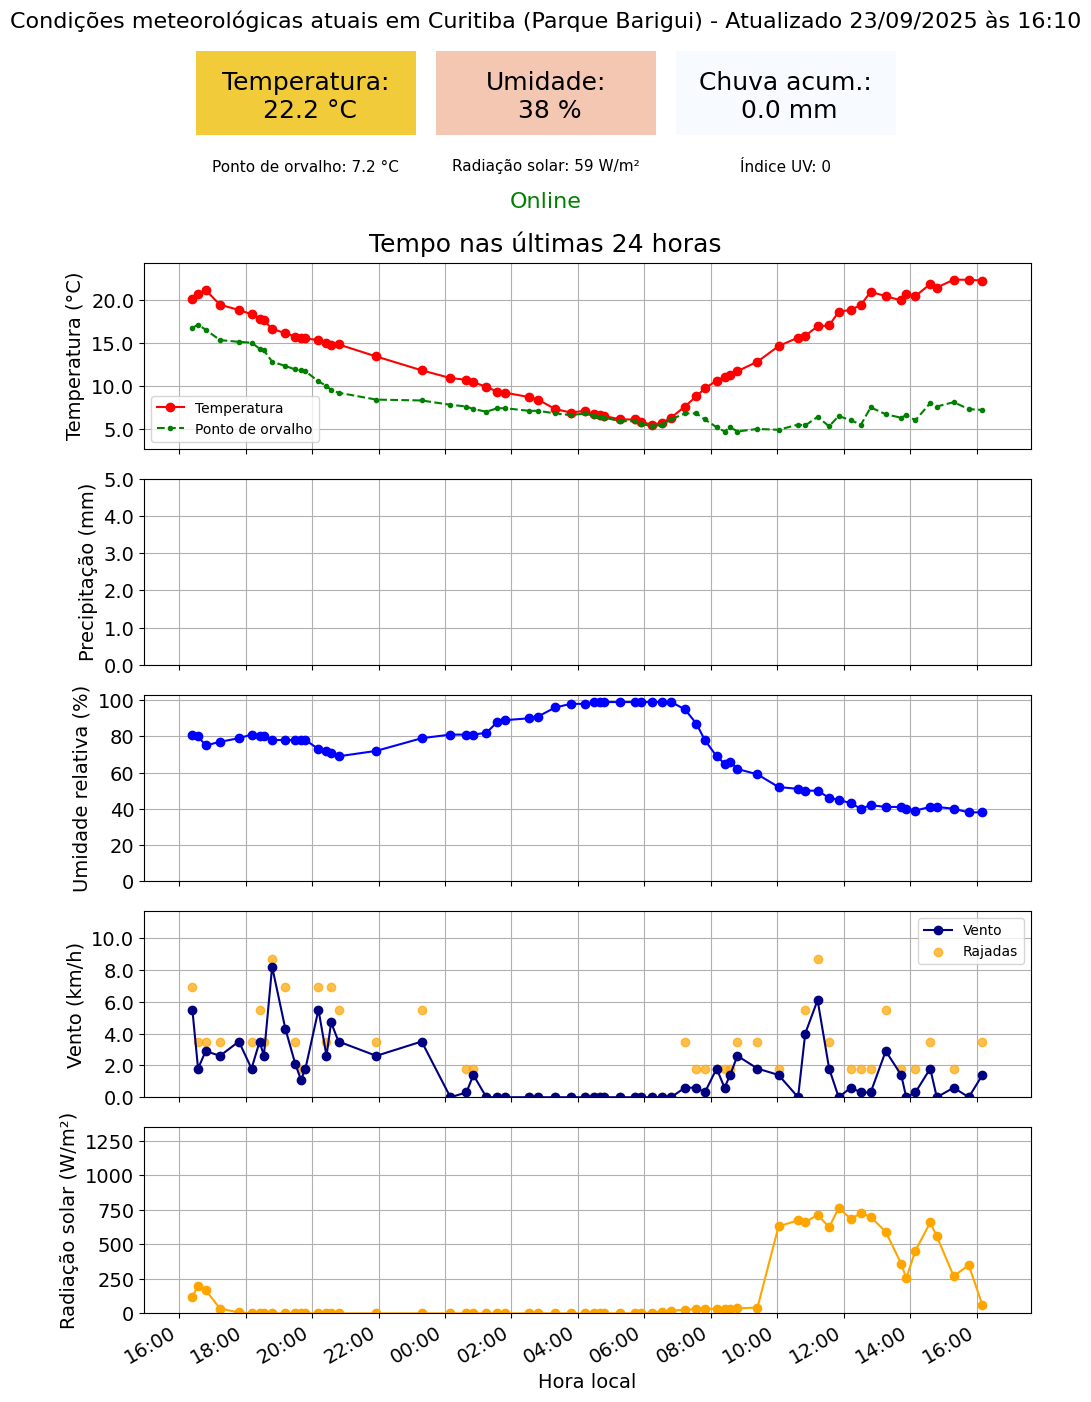 Condições meteorológicas atuais em Curitiba (Parque Barigui) - Atualizado 23/09/2025 às 16:10
Temperatura:
22.2 °C
Umidade:
38 %
Chuva acum.:
0.0 mm
Ponto de orvalho: 7.2 °C
Radiação solar: 59 W/m²
Índice UV: 0
Online
Tempo nas últimas 24 horas
Temperatura (°C)
20.0
15.0
10.0
5.0
Temperatura
Ponto de orvalho
Precipitação (mm)
5.0
4.0
3.0
2.0
1.0
0.0
Umidade relativa (%)
100
80
60
40
20
0
Vento (km/h)
10.0
8.0
6.0
4.0
2.0
0.0
Vento
Rajadas
Radiação solar (W/m²)
1250
1000
750
500
250
0
16:00
18:00
20:00
22:00
00:00
02:00
04:00
06:00
08:00
10:00
12:00
14:00
16:00
Hora local